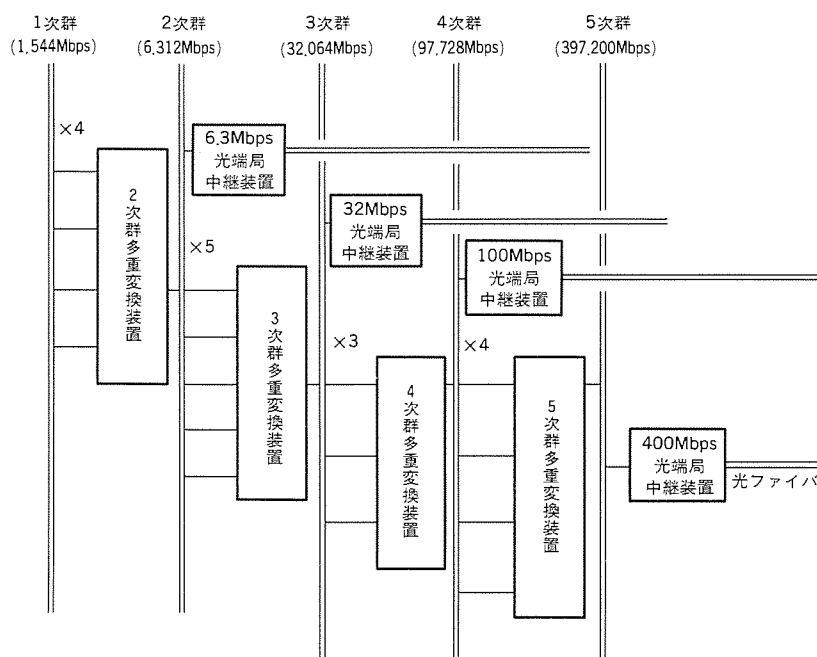 1次群
(1,544Mbps)
2次群
(6,312Mbps)
3次群
(32,064Mbps)
4次群
(97,728Mbps)
5次群
(397,200Mbps)
×4
2次群多重変換装置
6.3Mbps
光端局
中継装置
×5
3次群多重変換装置
32Mbps
光端局
中継装置
×3
4次群多重変換装置
100Mbps
光端局
中継装置
×4
5次群多重変換装置
400Mbps
光端局
中継装置
光ファイバ